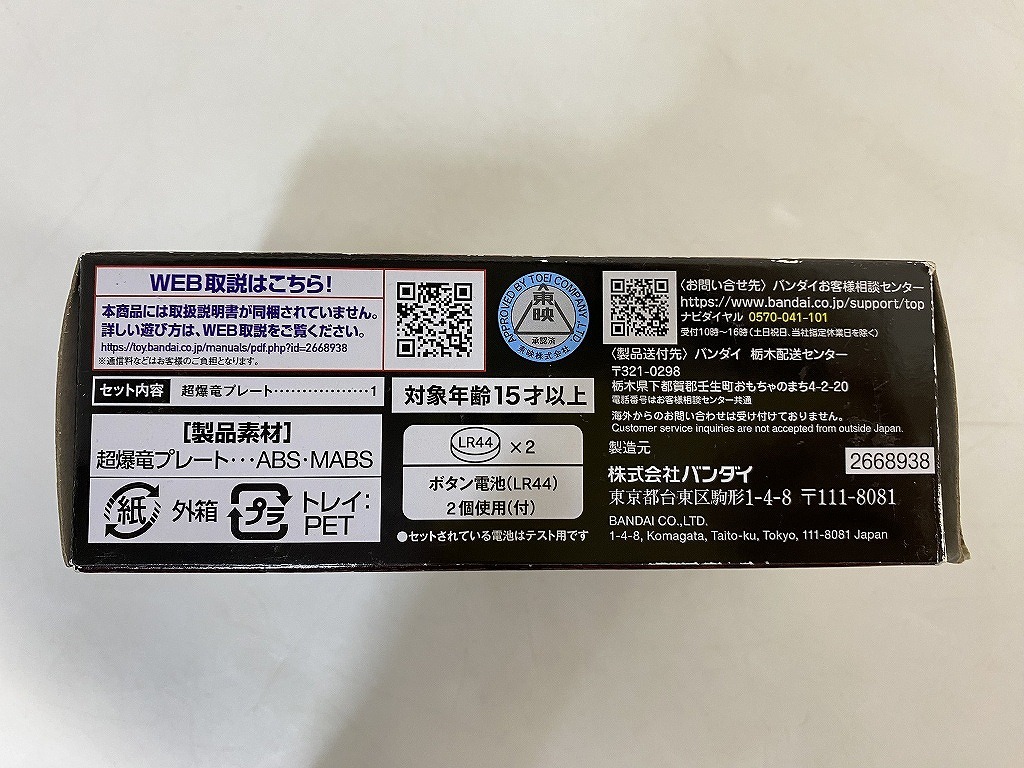 WEB取説はこちら!
本商品には取扱説明書が同梱されていません。
詳しい遊び方は、WEB取説をご覧ください。
https://toy.bandai.co.jp/manuals/pdf.php?id=2668938
※通信料などはお客様のご負担となります。
セット内容 超爆竜プレート………………1
[製品素材]
超爆竜プレート…ABS・MABS
紙 外箱 プラ トレイ:
PET
APPROVED BY TOEI COMPANY, LTD.
東映
承認済
東映株式会社
対象年齢15才以上
LR44 ×2
ボタン電池(LR44)
2個使用(付)
●セットされている電池はテスト用です
〈お問い合せ先〉バンダイお客様相談センター
https://www.bandai.co.jp/support/top
ナビダイヤル 0570-041-101
受付10時〜16時(土日祝日、当社指定休業日を除く)
〈製品送付先〉バンダイ 栃木配送センター
〒321-0298
栃木県下都賀郡壬生町おもちゃのまち4-2-20
電話番号はお客様相談センター共通
海外からのお問い合わせは受け付けておりません。
Customer service inquiries are not accepted from outside Japan.
製造元
株式会社バンダイ
2668938
東京都台東区駒形1-4-8 〒111-8081
BANDAI CO.,LTD.
1-4-8, Komagata, Taito-ku, Tokyo, 111-8081 Japan